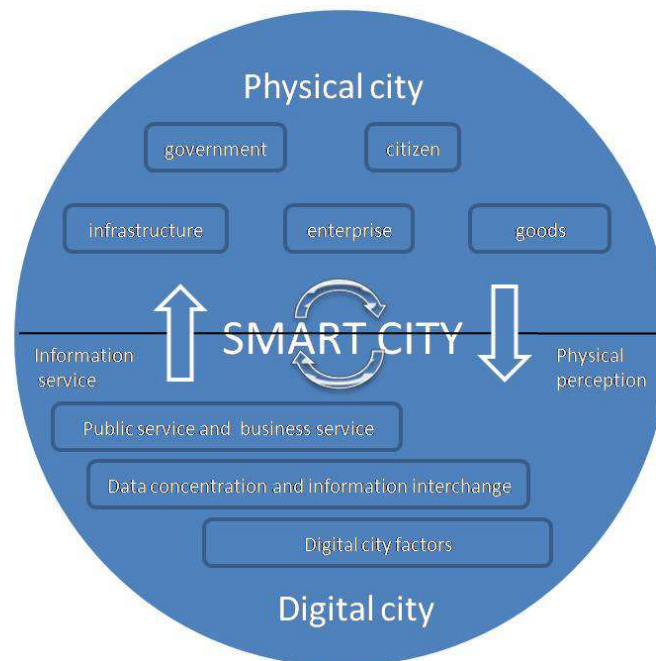 Physical city
government
citizen
infrastructure
enterprise
goods
SMART CITY
Information
service
Physical
perception
Public service and business service
Data concentration and information interchange
Digital city factors
Digital city